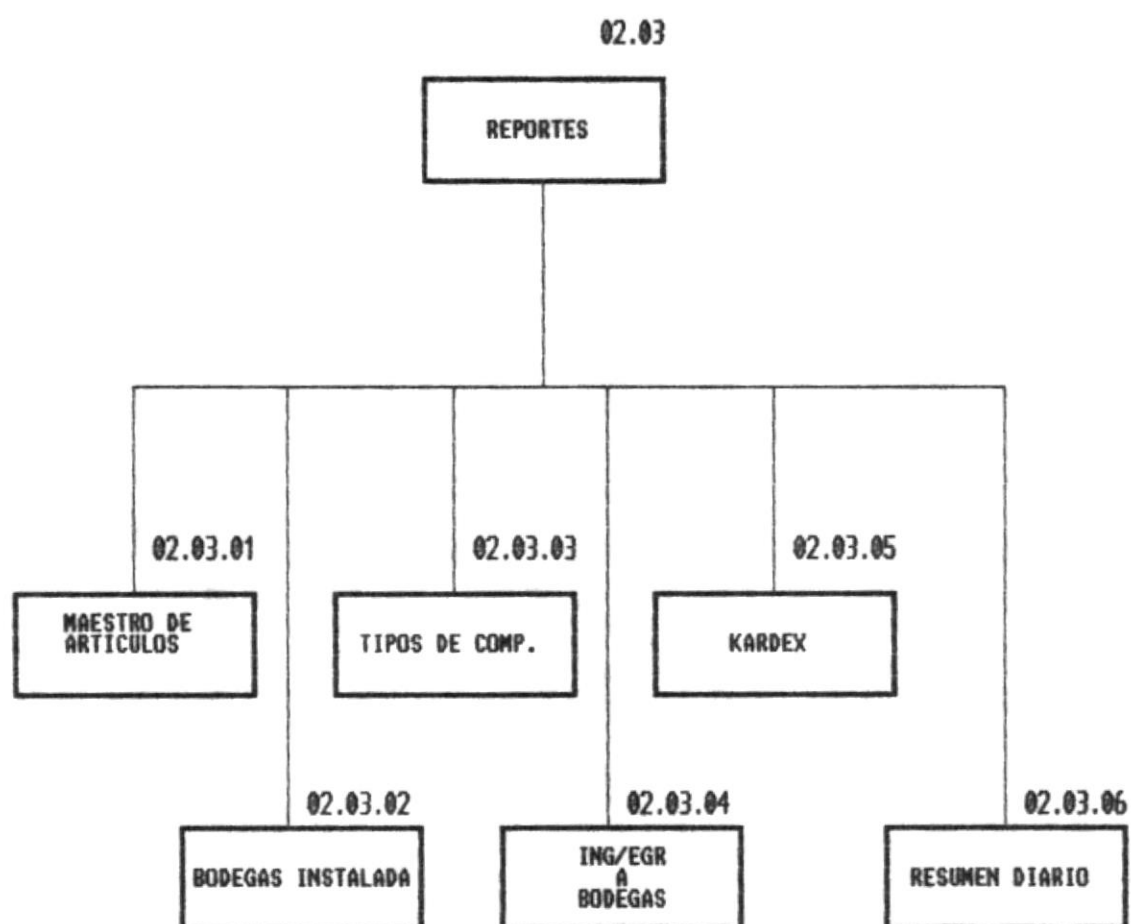 02.03
REPORTES
02.03.01
MAESTRO DE
ARTICULOS
02.03.03
TIPOS DE COMP.
02.03.05
KARDEX
02.03.02
BODEGAS INSTALADA
02.03.04
ING/EGR
A
BODEGAS
02.03.06
RESUMEN DIARIO